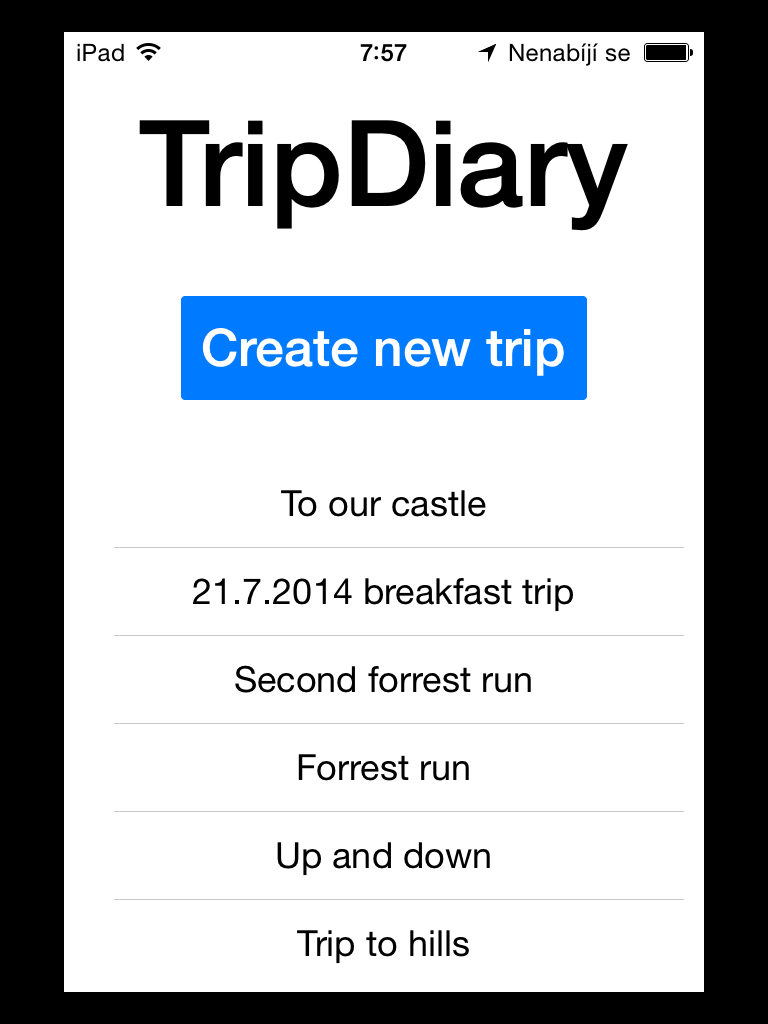 iPad 7:57 Nenabíjí se
TripDiary
Create new trip
To our castle
21.7.2014 breakfast trip
Second forrest run
Forrest run
Up and down
Trip to hills